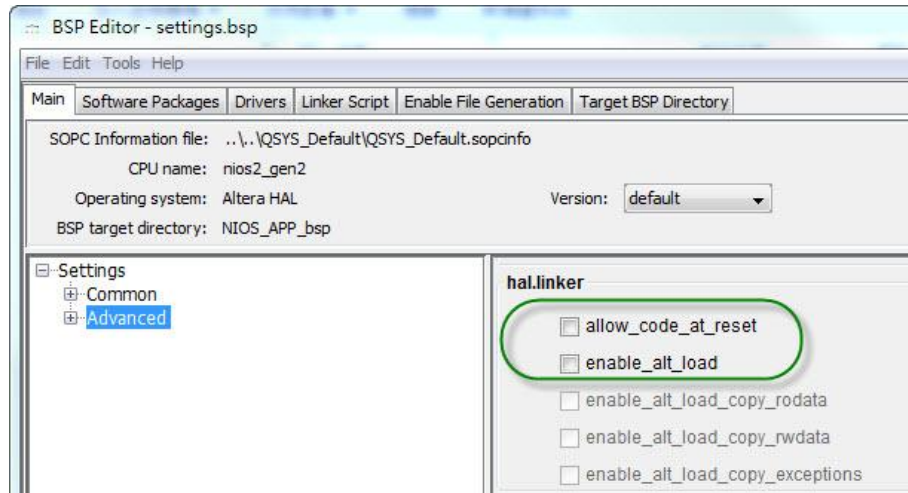 BSP Editor - settings.bsp
File Edit Tools Help
Main Software Packages Drivers Linker Script Enable File Generation Target BSP Directory
SOPC Information file: ..\..\QSYS_Default\QSYS_Default.sopcinfo
CPU name: nios2_gen2
Operating system: Altera HAL Version: default
BSP target directory: NIOS_APP_bsp
Settings
Common
Advanced
hal.linker
allow_code_at_reset
enable_alt_load
enable_alt_load_copy_rodata
enable_alt_load_copy_rwdata
enable_alt_load_copy_exceptions